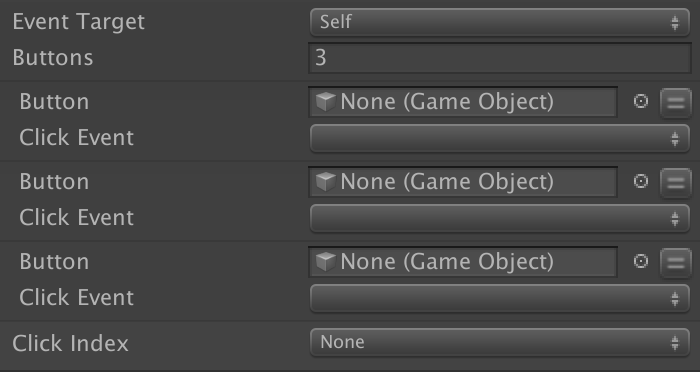 Event Target Self
Buttons 3
Button None (Game Object)
Click Event
Button None (Game Object)
Click Event
Button None (Game Object)
Click Event
Click Index None